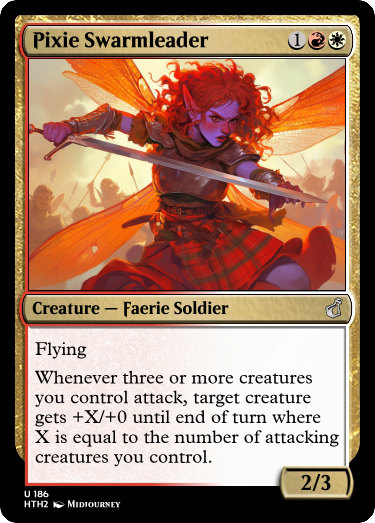 Pixie Swarmleader 1
Creature — Faerie Soldier
Flying
Whenever three or more creatures
you control attack, target creature
gets +X/+0 until end of turn where
X is equal to the number of attacking
creatures you control.
2/3
U 186
HTH2 Midjourney